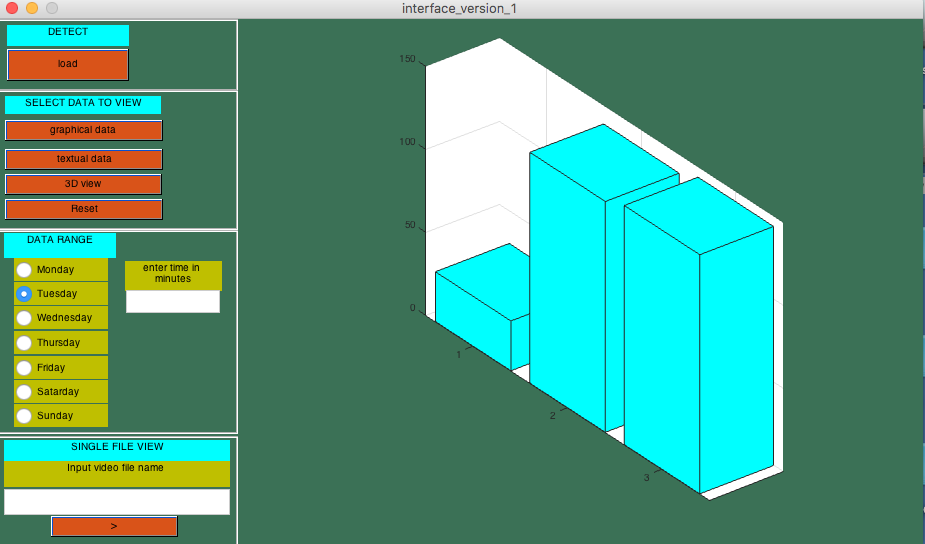 interface_version_1
DETECT
load
SELECT DATA TO VIEW
graphical data
textual data
3D view
Reset
DATA RANGE
Monday
Tuesday
Wednesday
Thursday
Friday
Satarday
Sunday
enter time in
minutes
SINGLE FILE VIEW
Input video file name
>
150
100
50
0
1
2
3